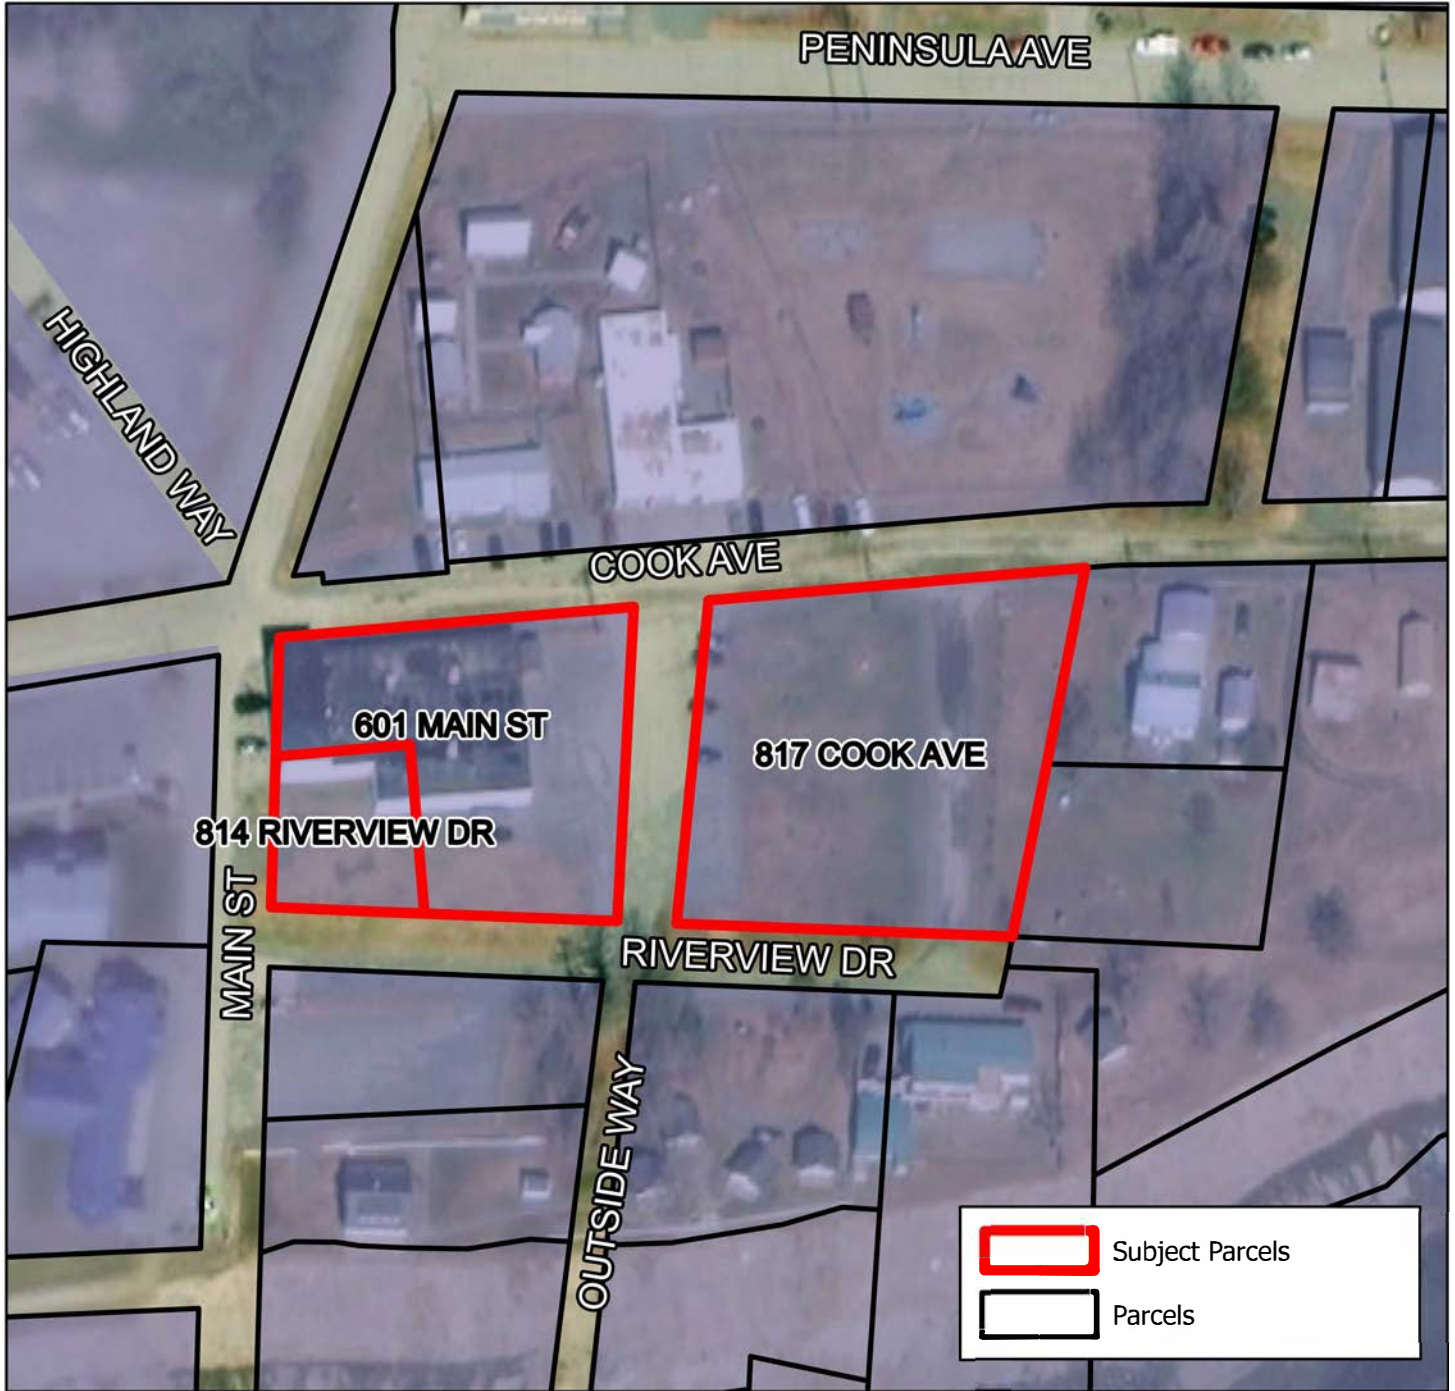 PENINSULA AVE
HIGHLAND WAY
COOK AVE
601 MAIN ST
817 COOK AVE
814 RIVERVIEW DR
MAIN ST
RIVERVIEW DR
OUTSIDE WAY
Subject Parcels
Parcels